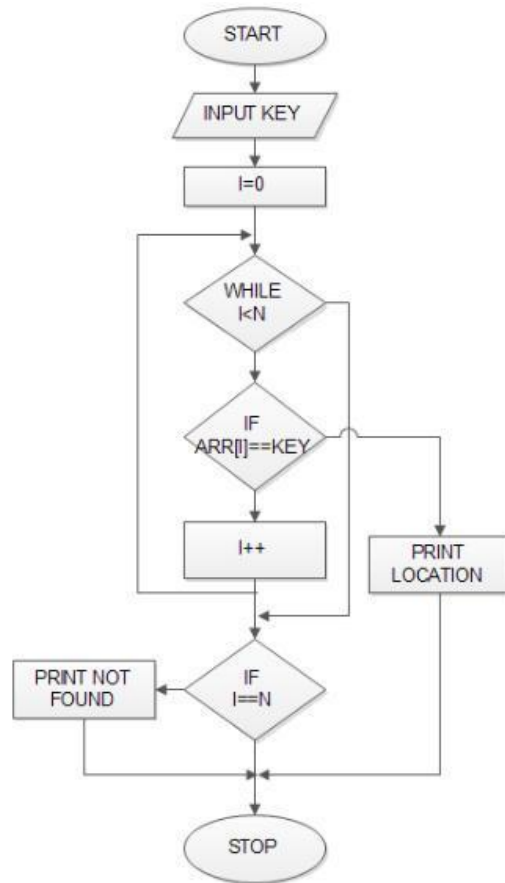 START
INPUT KEY
I=0
WHILE
I<N
IF
ARR[I]==KEY
I++
PRINT
LOCATION
IF
I==N
PRINT NOT
FOUND
STOP